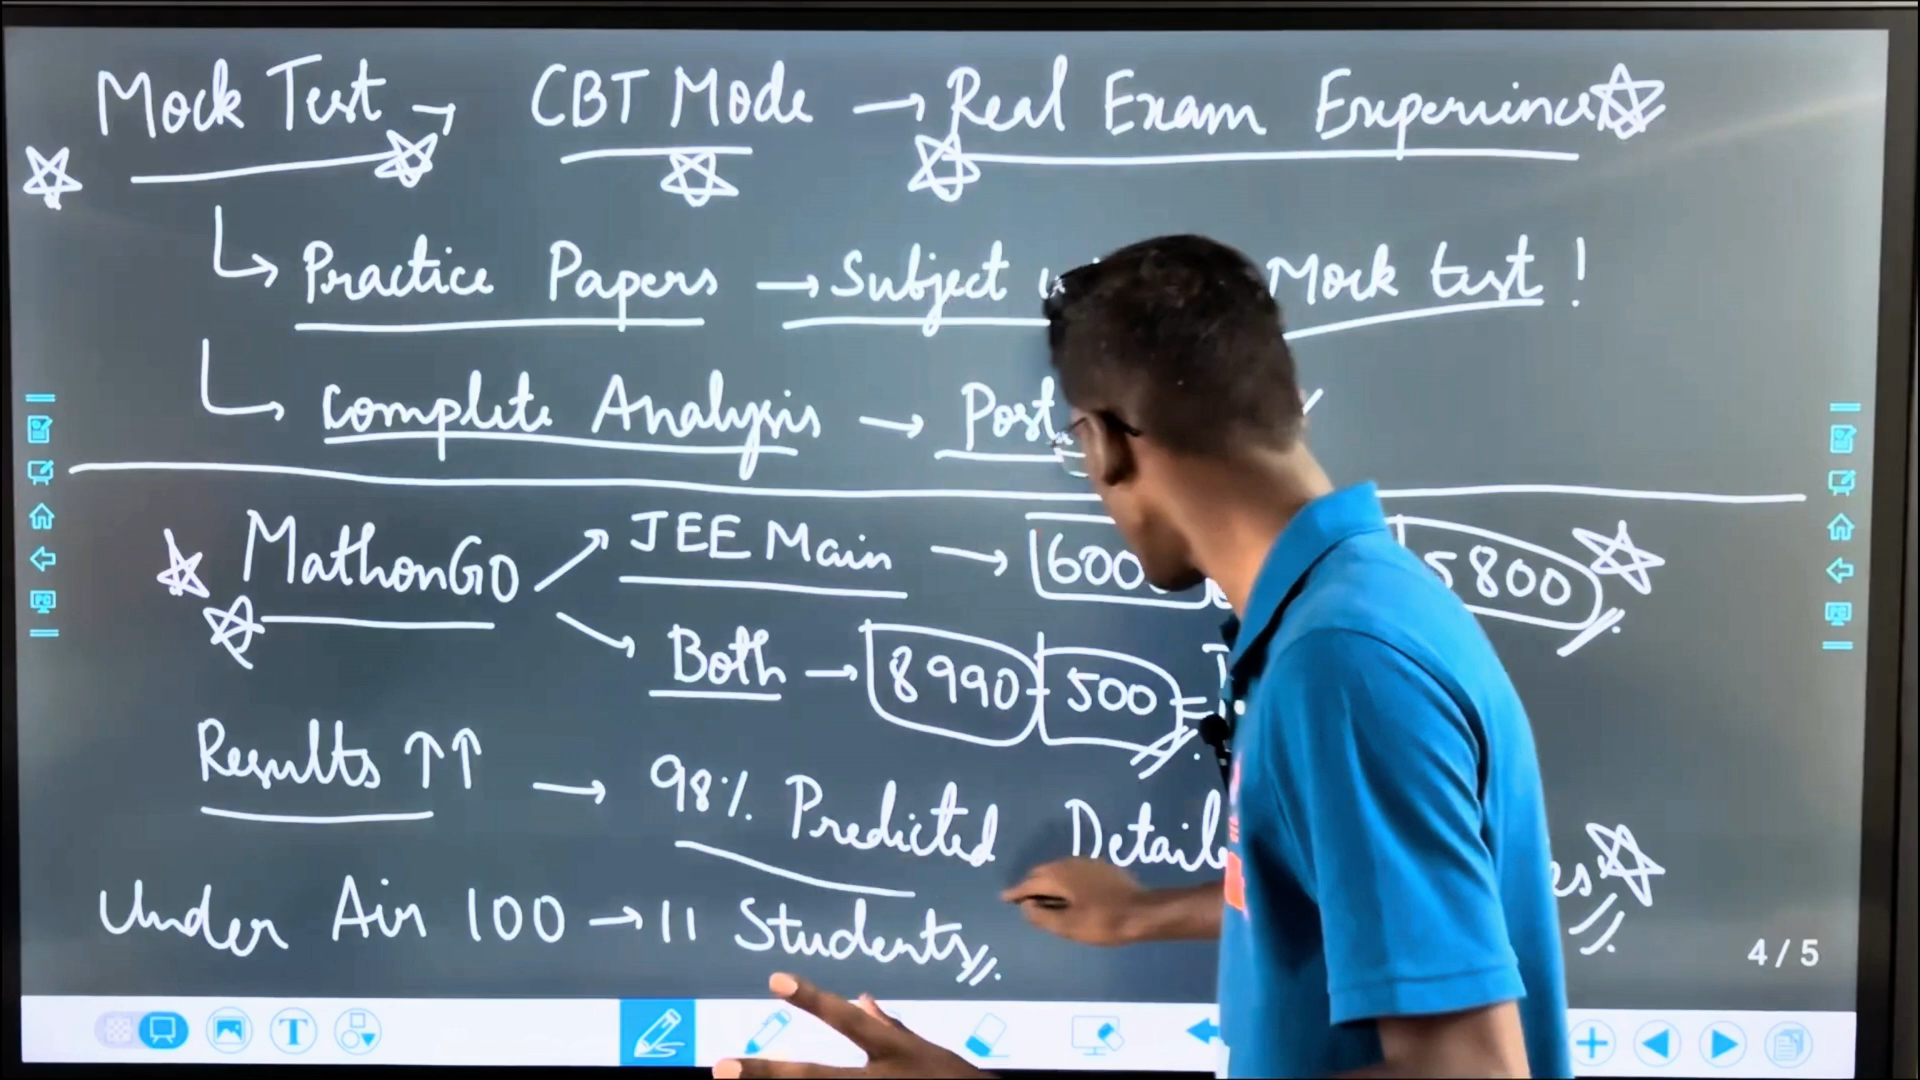 Mock Test → CBT Mode → Real Exam Experience
↳ Practice Papers → Subject Mock test !
↳ Complete Analysis → Post
MathonGO ↗ JEE Main → 600 5800
↘ Both → 8990 - 500 =
Results ↑↑ → 98% Predicted
Under Air 100 → 11 Students
4 / 5